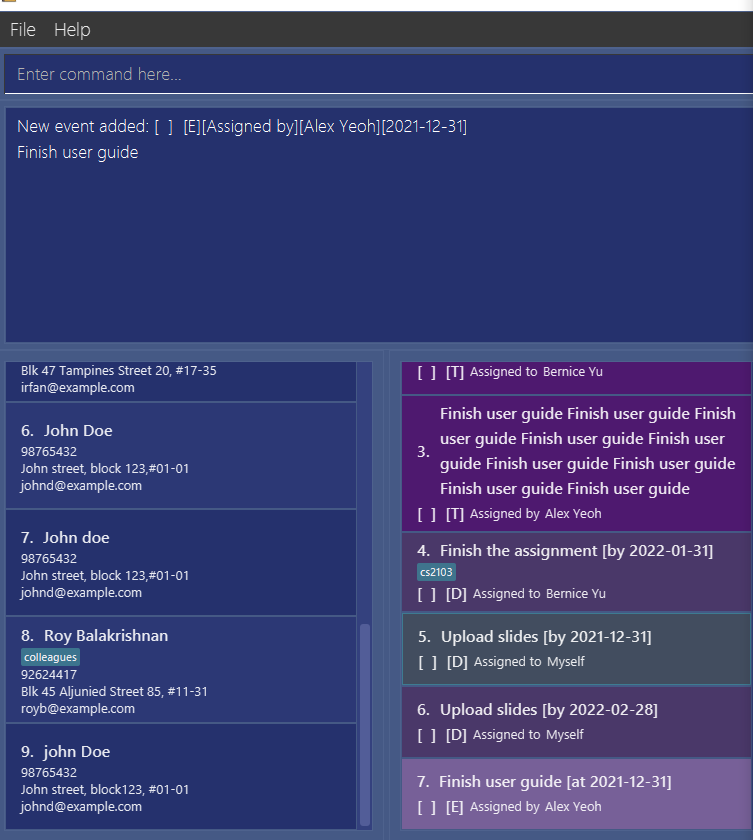 File Help
Enter command here...
New event added: [ ] [E][Assigned by][Alex Yeoh][2021-12-31]
Finish user guide
Blk 47 Tampines Street 20, #17-35
irfan@example.com
6. John Doe
98765432
John street, block 123,#01-01
johnd@example.com
7. John doe
98765432
John street, block 123,#01-01
johnd@example.com
8. Roy Balakrishnan
colleagues
92624417
Blk 45 Aljunied Street 85, #11-31
royb@example.com
9. john Doe
98765432
John street, block123, #01-01
johnd@example.com
[ ] [T] Assigned to Bernice Yu
Finish user guide Finish user guide Finish
user guide Finish user guide Finish user
3. guide Finish user guide Finish user guide
Finish user guide Finish user guide
[ ] [T] Assigned by Alex Yeoh
4. Finish the assignment [by 2022-01-31]
cs2103
[ ] [D] Assigned to Bernice Yu
5. Upload slides [by 2021-12-31]
[ ] [D] Assigned to Myself
6. Upload slides [by 2022-02-28]
[ ] [D] Assigned to Myself
7. Finish user guide [at 2021-12-31]
[ ] [E] Assigned by Alex Yeoh